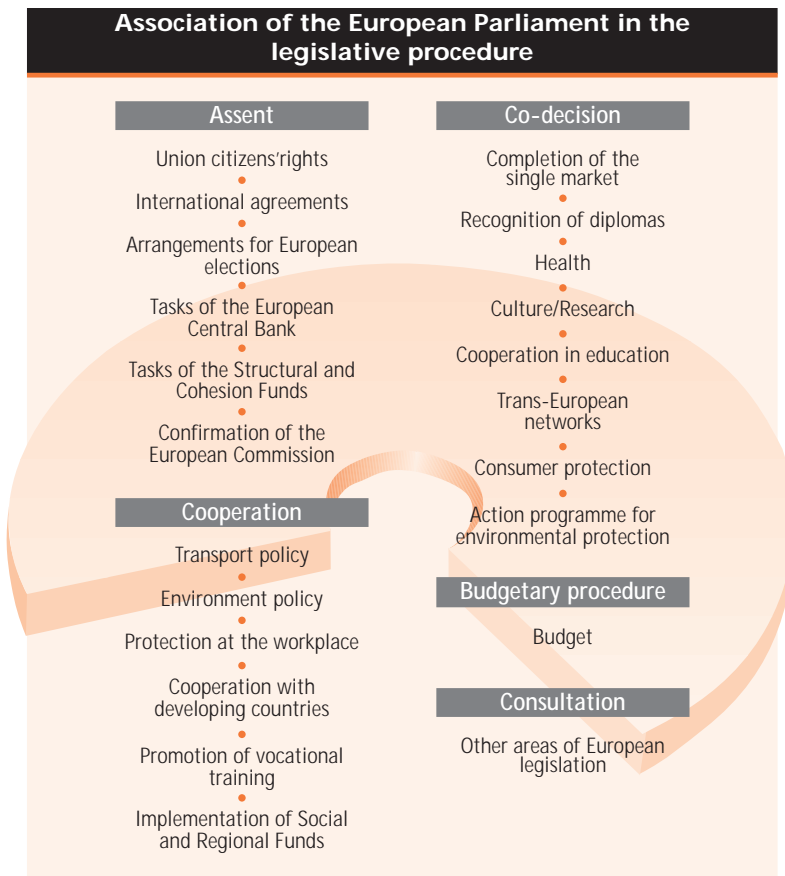 Association of the European Parliament in the
legislative procedure
Assent
Union citizens'rights
•
International agreements
•
Arrangements for European
elections
•
Tasks of the European
Central Bank
•
Tasks of the Structural and
Cohesion Funds
•
Confirmation of the
European Commission
Cooperation
Transport policy
•
Environment policy
•
Protection at the workplace
•
Cooperation with
developing countries
•
Promotion of vocational
training
•
Implementation of Social
and Regional Funds
Co-decision
Completion of the
single market
•
Recognition of diplomas
•
Health
•
Culture/Research
•
Cooperation in education
•
Trans-European
networks
•
Consumer protection
•
Action programme for
environmental protection
Budgetary procedure
Budget
Consultation
Other areas of European
legislation